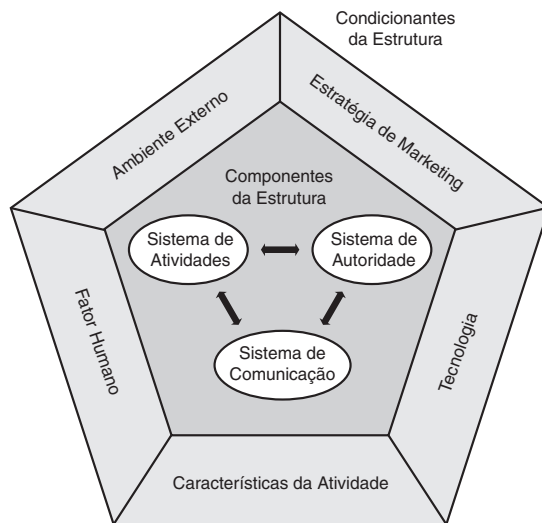 Condicionantes
da Estrutura
Ambiente Externo
Estratégia de Marketing
Componentes
da Estrutura
Sistema de
Atividades
Sistema de
Autoridade
Sistema de
Comunicação
Fator Humano
Tecnologia
Características da Atividade